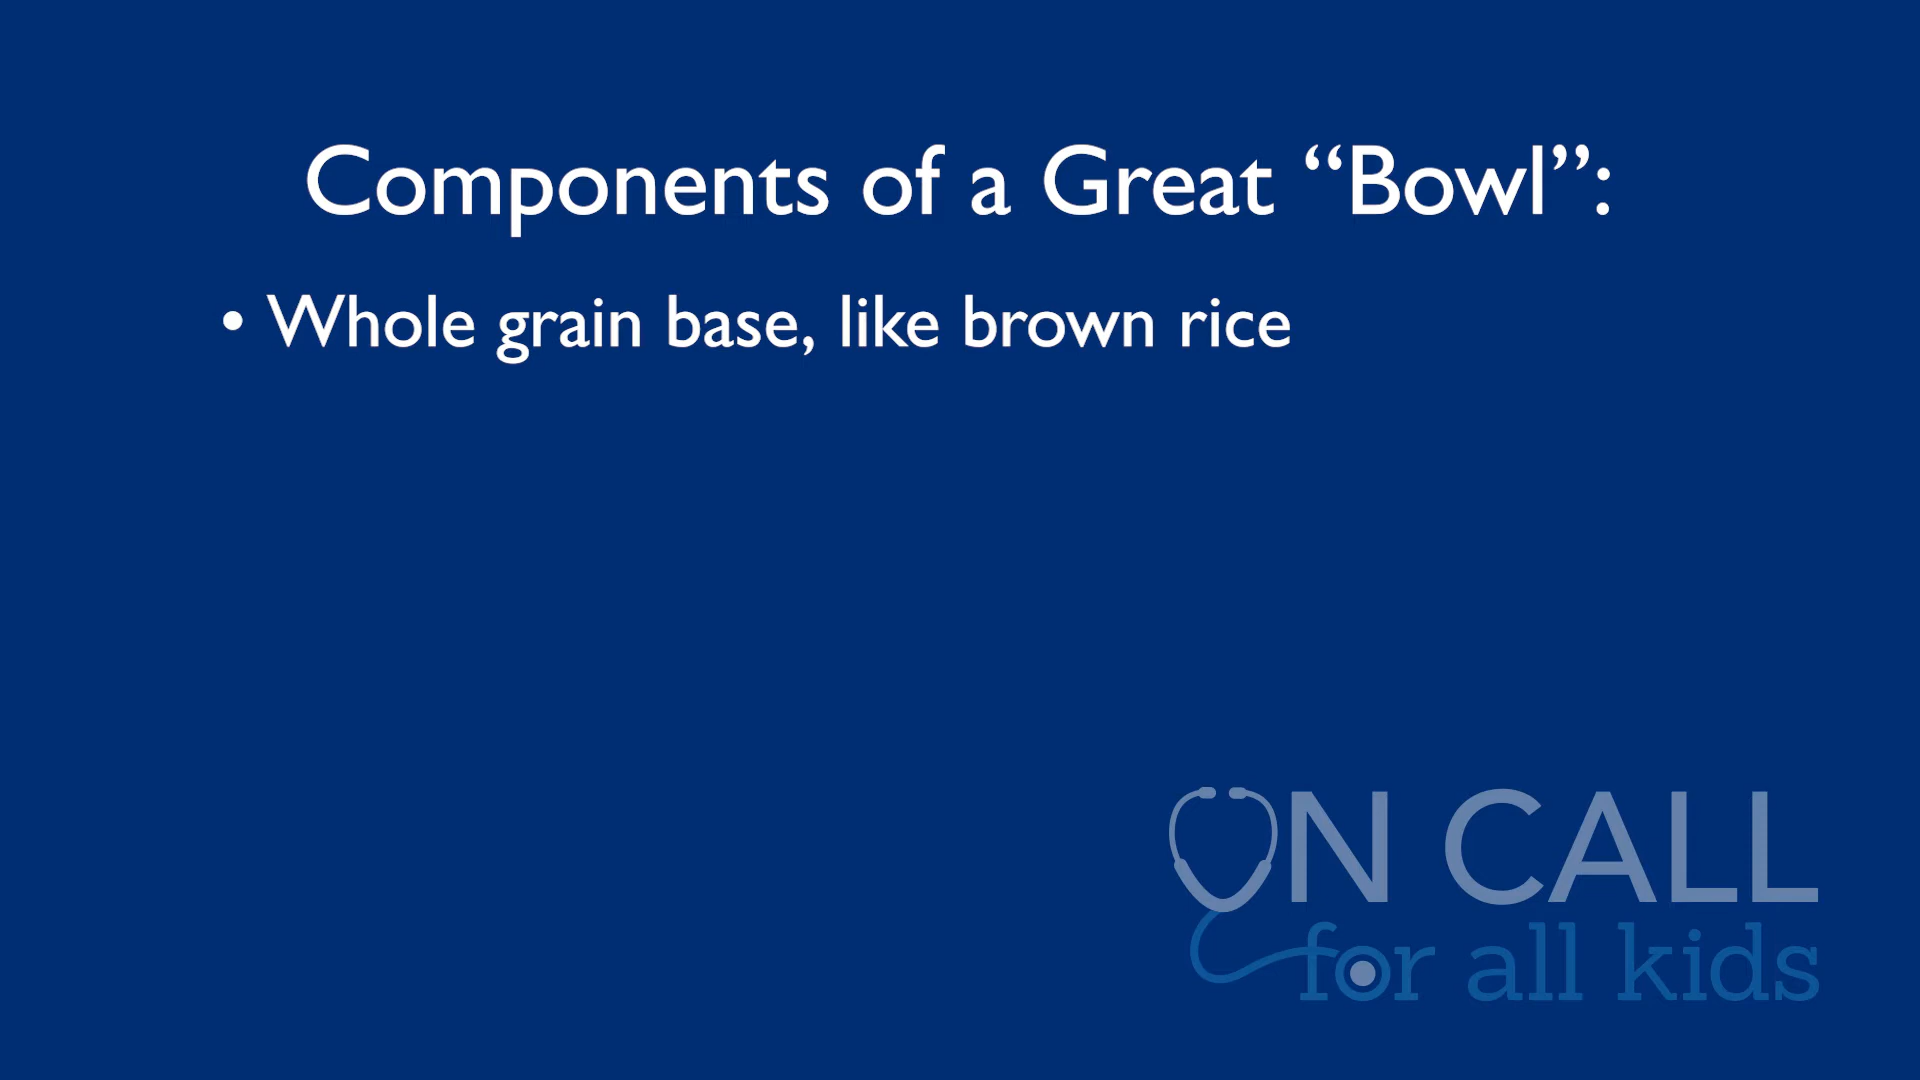 Components of a Great “Bowl”:
• Whole grain base, like brown rice
ON CALL
for all kids